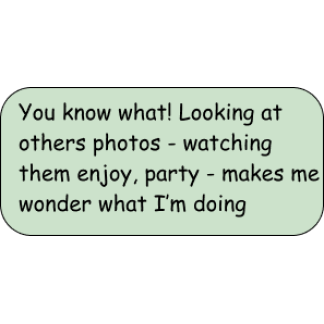 You know what! Looking at
others photos - watching
them enjoy, party - makes me
wonder what I'm doing